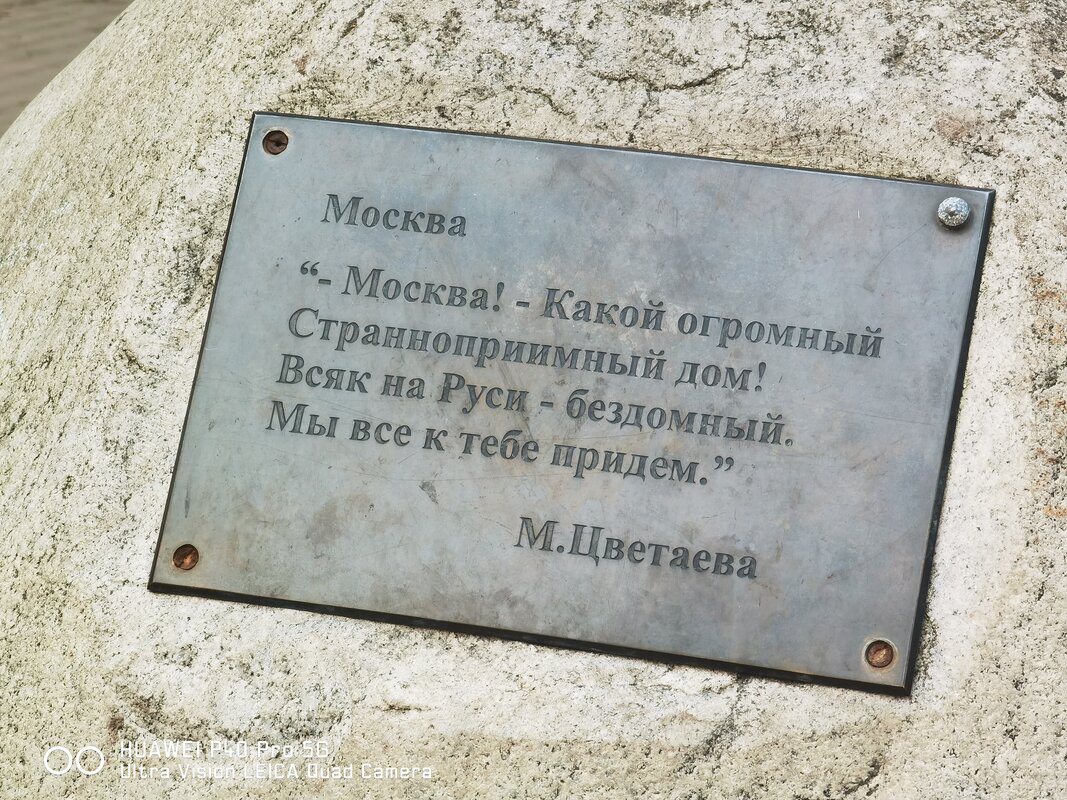 Москва
“- Москва! - Какой огромный
Странноприимный дом!
Всяк на Руси - бездомный.
Мы все к тебе придем.”
М.Цветаева
HUAWEI P40 Pro 5G
Ultra Vision LEICA Quad Camera